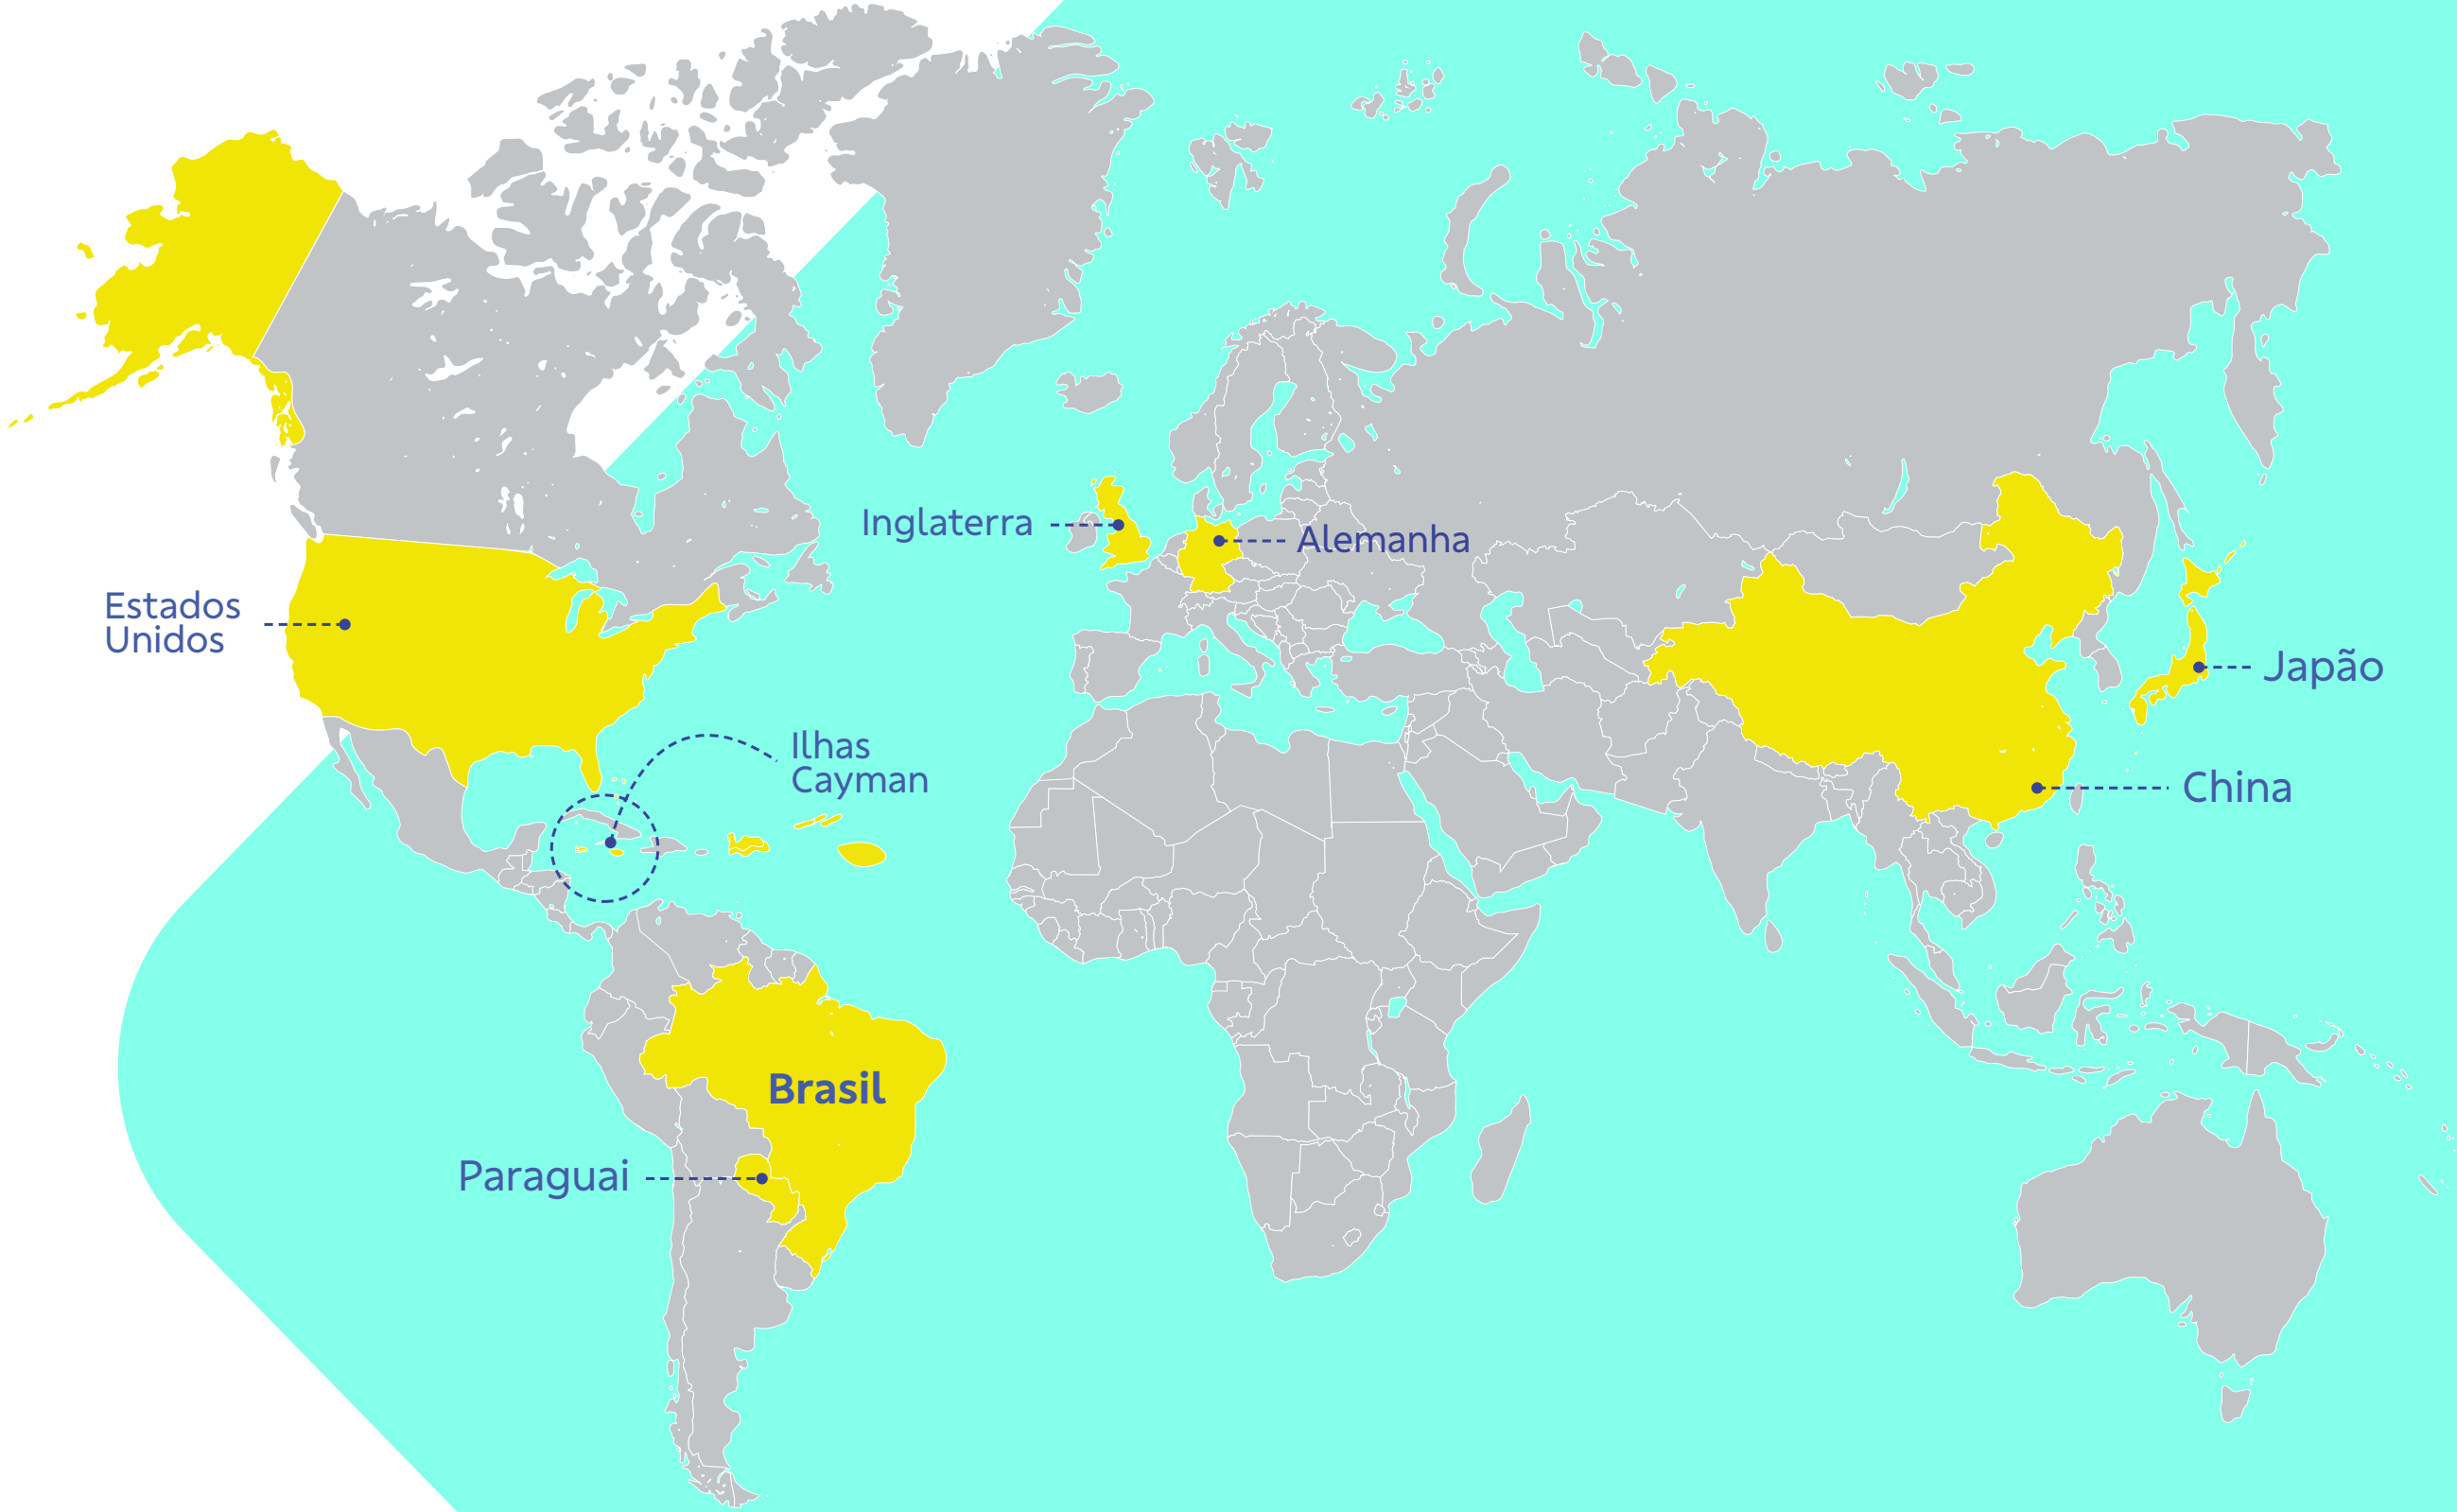 Inglaterra
Alemanha
Estados
Unidos
Japão
Ilhas
Cayman
China
Brasil
Paraguai